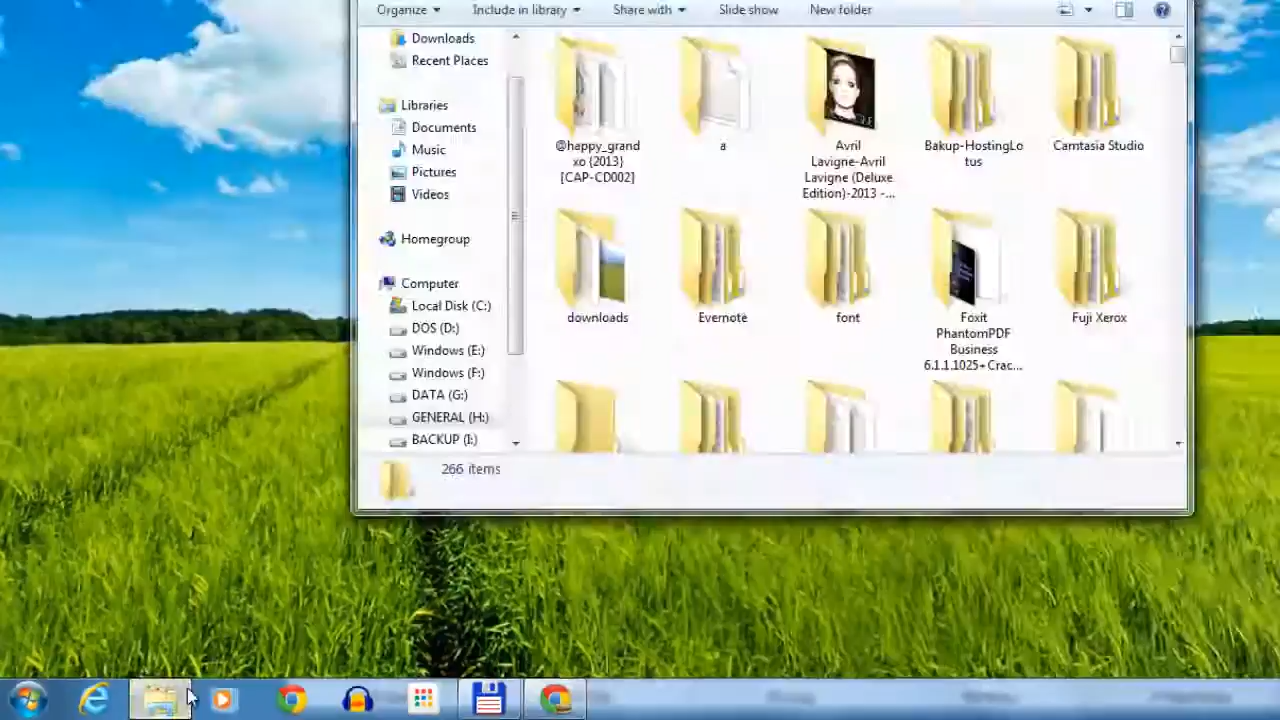 Organize Include in library Share with Slide show New folder
Downloads
Recent Places
Libraries
Documents
Music
Pictures
Videos
Homegroup
Computer
Local Disk (C:)
DOS (D:)
Windows (E:)
Windows (F:)
DATA (G:)
GENERAL (H:)
BACKUP (I:)
@happy_grand
xo {2013}
[CAP-CD002]
a
Avril
Lavigne-Avril
Lavigne (Deluxe
Edition)-2013 -...
Bakup-HostingLo
tus
Camtasia Studio
downloads
Evernote
font
Foxit
PhantomPDF
Business
6.1.1.1025+ Crac...
Fuji Xerox
266 items